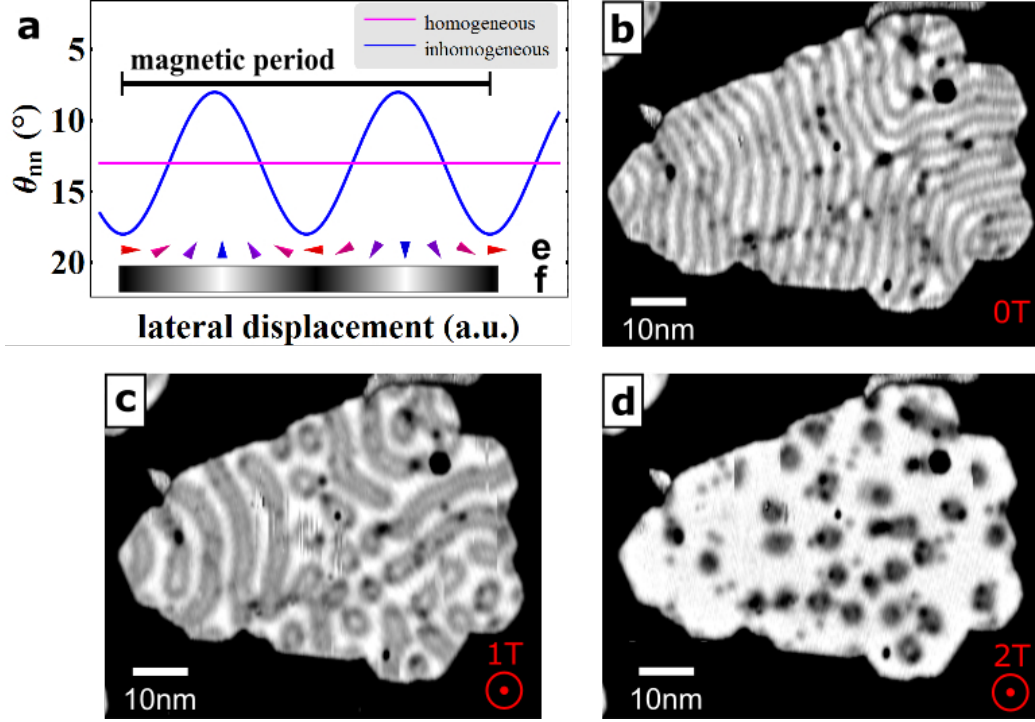 a
homogeneous
inhomogeneous
magnetic period
5
10
15
20
θnn (°)
e
f
lateral displacement (a.u.)
b
10nm
0T
c
10nm
1T
d
10nm
2T